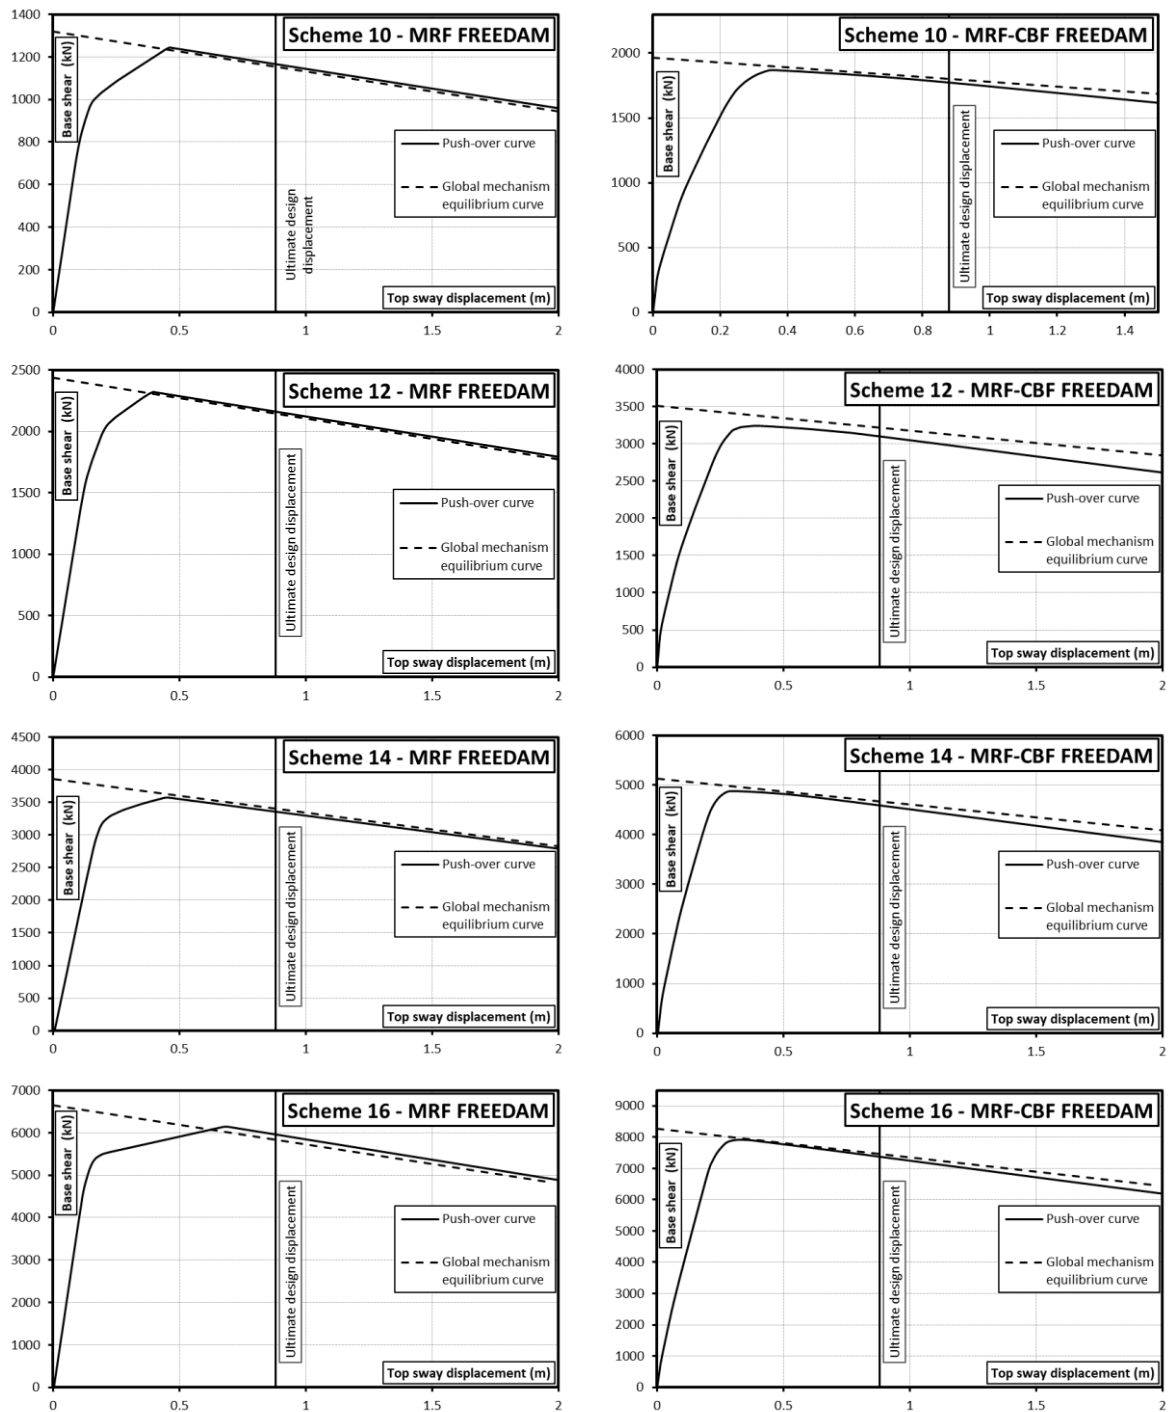 Scheme 10 - MRF FREEDAM
1400
1200
1000
800
600
400
200
0
Base shear (kN)
Push-over curve
Global mechanism
equilibrium curve
Ultimate design
displacement
Top sway displacement (m)
0
0.5
1
1.5
2
Scheme 10 - MRF-CBF FREEDAM
2000
1500
1000
500
0
Base shear (kN)
Push-over curve
Global mechanism
equilibrium curve
Ultimate design displacement
Top sway displacement (m)
0
0.2
0.4
0.6
0.8
1
1.2
1.4
Scheme 12 - MRF FREEDAM
2500
2000
1500
1000
500
0
Base shear (kN)
Push-over curve
Global mechanism
equilibrium curve
Ultimate design displacement
Top sway displacement (m)
0
0.5
1
1.5
2
Scheme 12 - MRF-CBF FREEDAM
4000
3500
3000
2500
2000
1500
1000
500
0
Base shear (kN)
Push-over curve
Global mechanism
equilibrium curve
Ultimate design displacement
Top sway displacement (m)
0
0.5
1
1.5
2
Scheme 14 - MRF FREEDAM
4500
4000
3500
3000
2500
2000
1500
1000
500
0
Base shear (kN)
Push-over curve
Global mechanism
equilibrium curve
Ultimate design displacement
Top sway displacement (m)
0
0.5
1
1.5
2
Scheme 14 - MRF-CBF FREEDAM
6000
5000
4000
3000
2000
1000
0
Base shear (kN)
Push-over curve
Global mechanism
equilibrium curve
Ultimate design displacement
Top sway displacement (m)
0
0.5
1
1.5
2
Scheme 16 - MRF FREEDAM
7000
6000
5000
4000
3000
2000
1000
0
Base shear (kN)
Push-over curve
Global mechanism
equilibrium curve
Ultimate design displacement
Top sway displacement (m)
0
0.5
1
1.5
2
Scheme 16 - MRF-CBF FREEDAM
9000
8000
7000
6000
5000
4000
3000
2000
1000
0
Base shear (kN)
Push-over curve
Global mechanism
equilibrium curve
Ultimate design displacement
Top sway displacement (m)
0
0.5
1
1.5
2